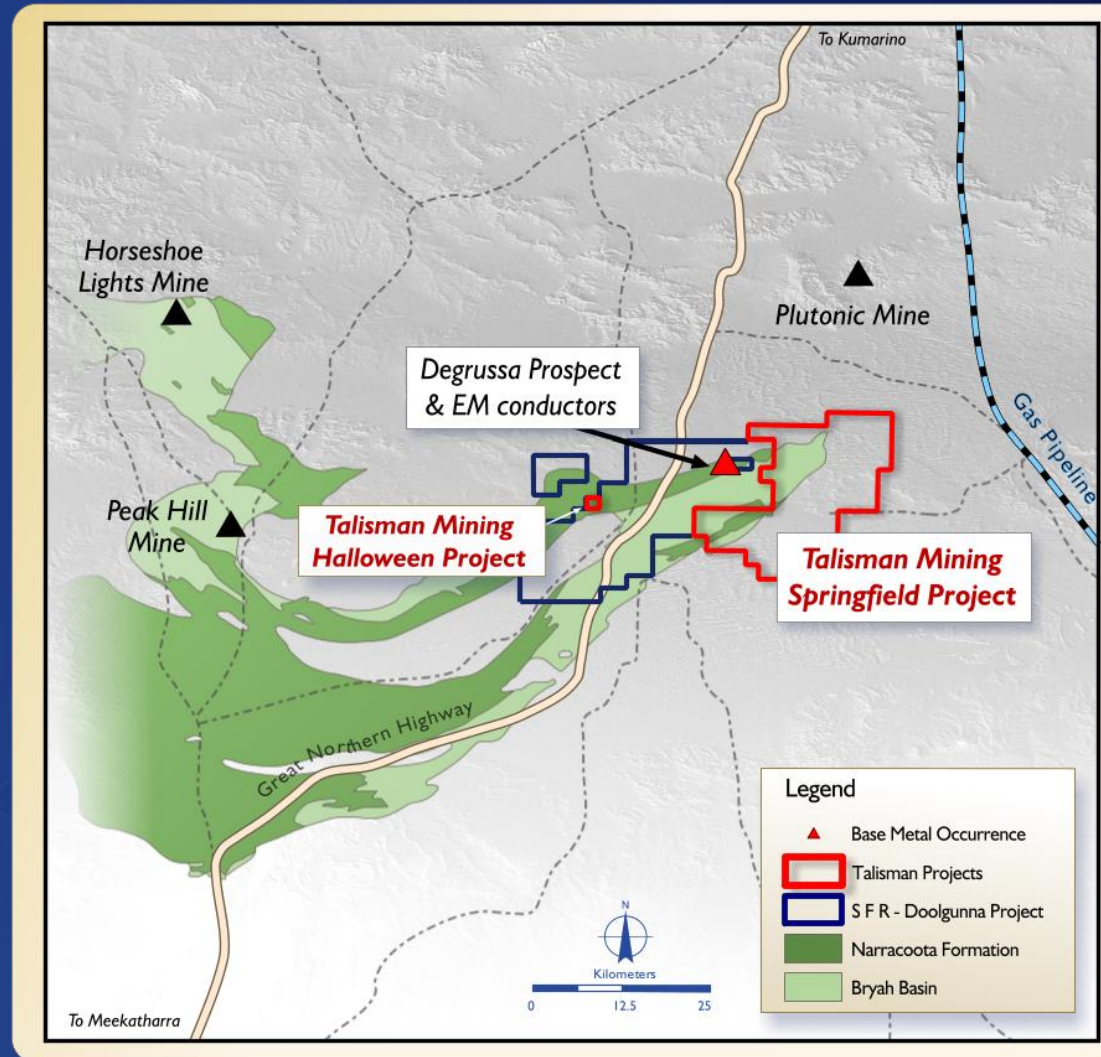 To Kumarino
Horseshoe
Lights Mine
Plutonic Mine
Degrussa Prospect
& EM conductors
Gas Pipeline
Peak Hill
Mine
Talisman Mining
Halloween Project
Talisman Mining
Springfield Project
Great Northern Highway
Legend
Base Metal Occurrence
Talisman Projects
S F R - Doolgunna Project
Narracoota Formation
Bryah Basin
N
Kilometers
0 12.5 25
To Meekatharra